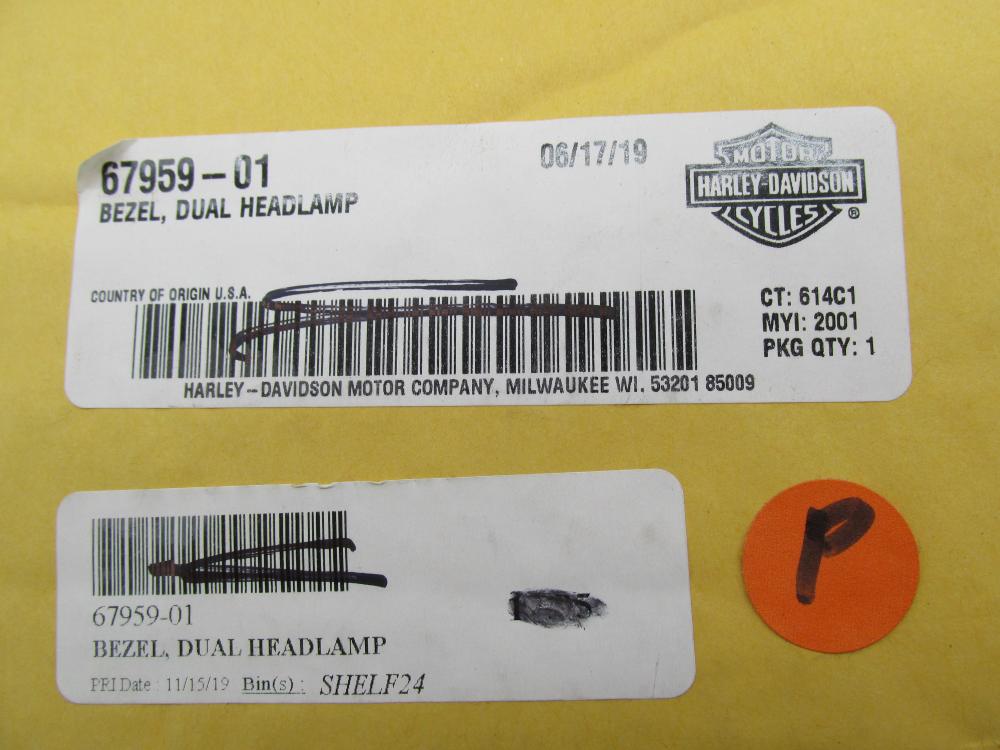 67959-01
BEZEL, DUAL HEADLAMP
06/17/19
MOTOR
HARLEY-DAVIDSON
CYCLES
®
COUNTRY OF ORIGIN U.S.A.
CT: 614C1
MYI: 2001
PKG QTY: 1
HARLEY-DAVIDSON MOTOR COMPANY, MILWAUKEE WI. 53201 85009
67959-01
BEZEL, DUAL HEADLAMP
PRI Date : 11/15/19 Bin(s) : SHELF24
P